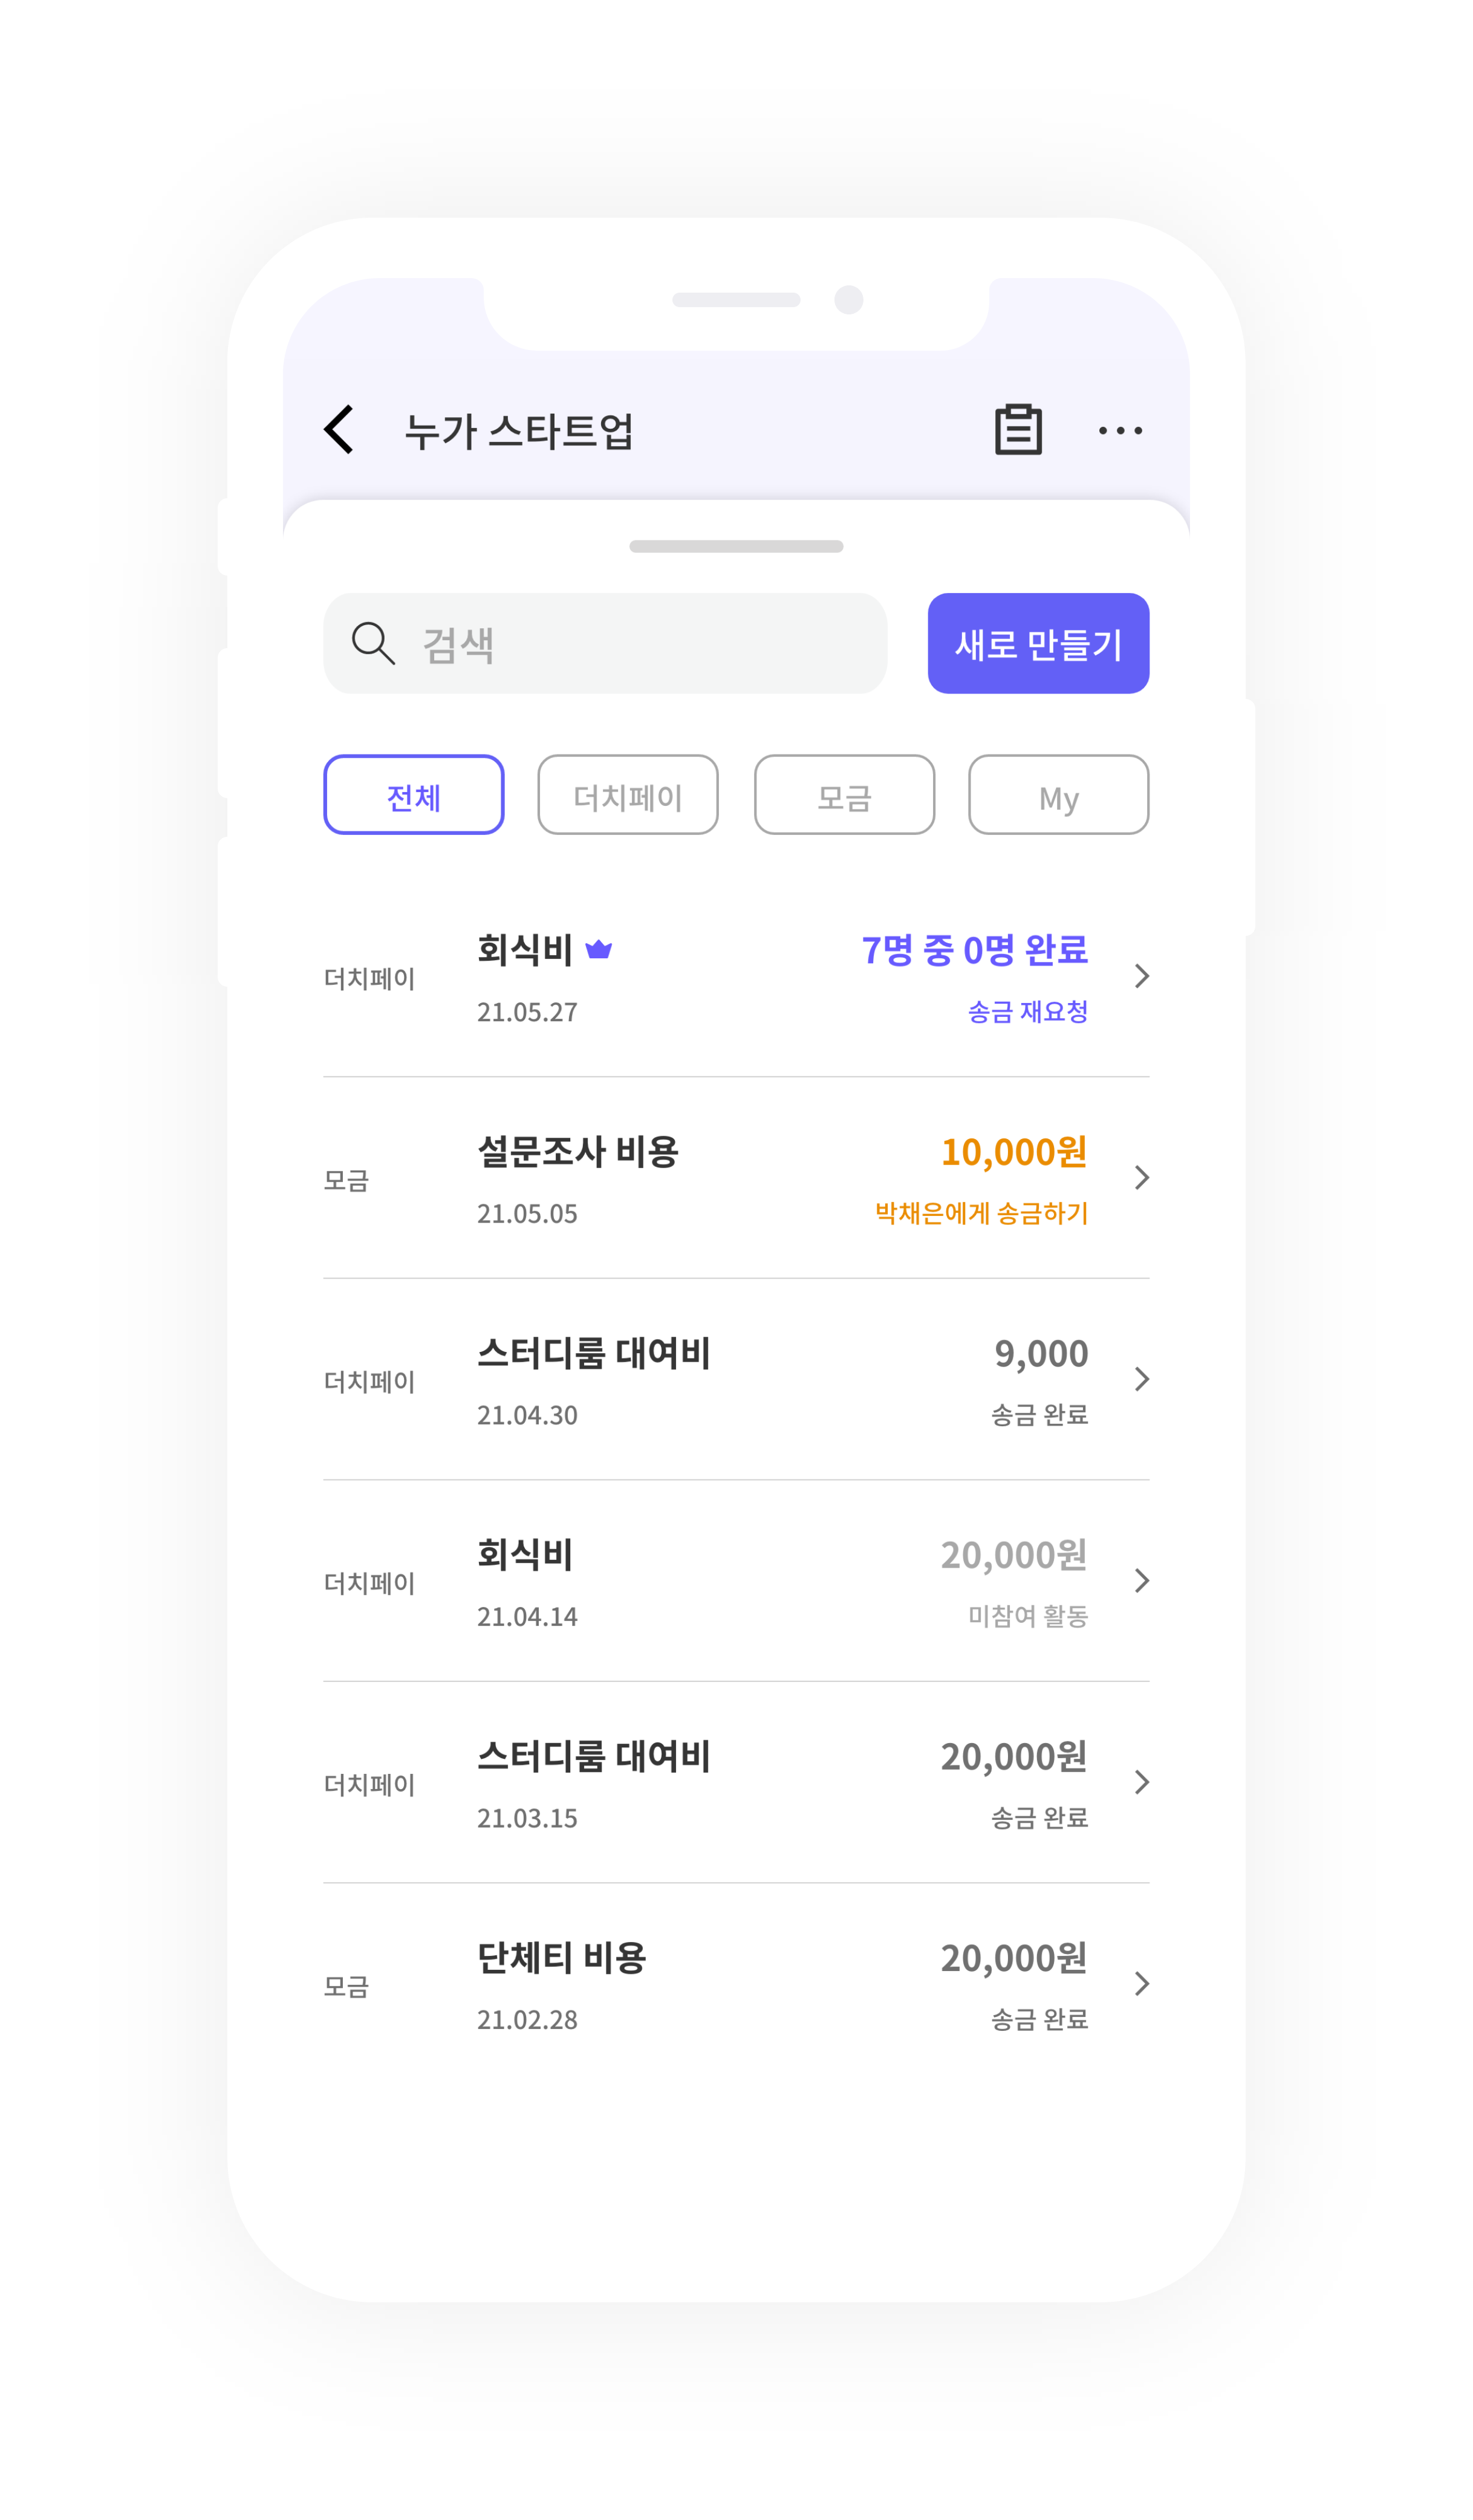 누가 스타트업
검색
새로 만들기
전체
더치페이
모금
My
더치페이
회식비
21.05.27
7명 중 0명 완료
송금 재요청
모금
설문조사 비용
21.05.05
10,000원
박새은에게 송금하기
더치페이
스터디룸 대여비
21.04.30
9,000
송금 완료
더치페이
회식비
21.04.14
20,000원
미참여 활동
더치페이
스터디룸 대여비
21.03.15
20,000원
송금 완료
모금
단체티 비용
21.02.28
20,000원
송금 완료